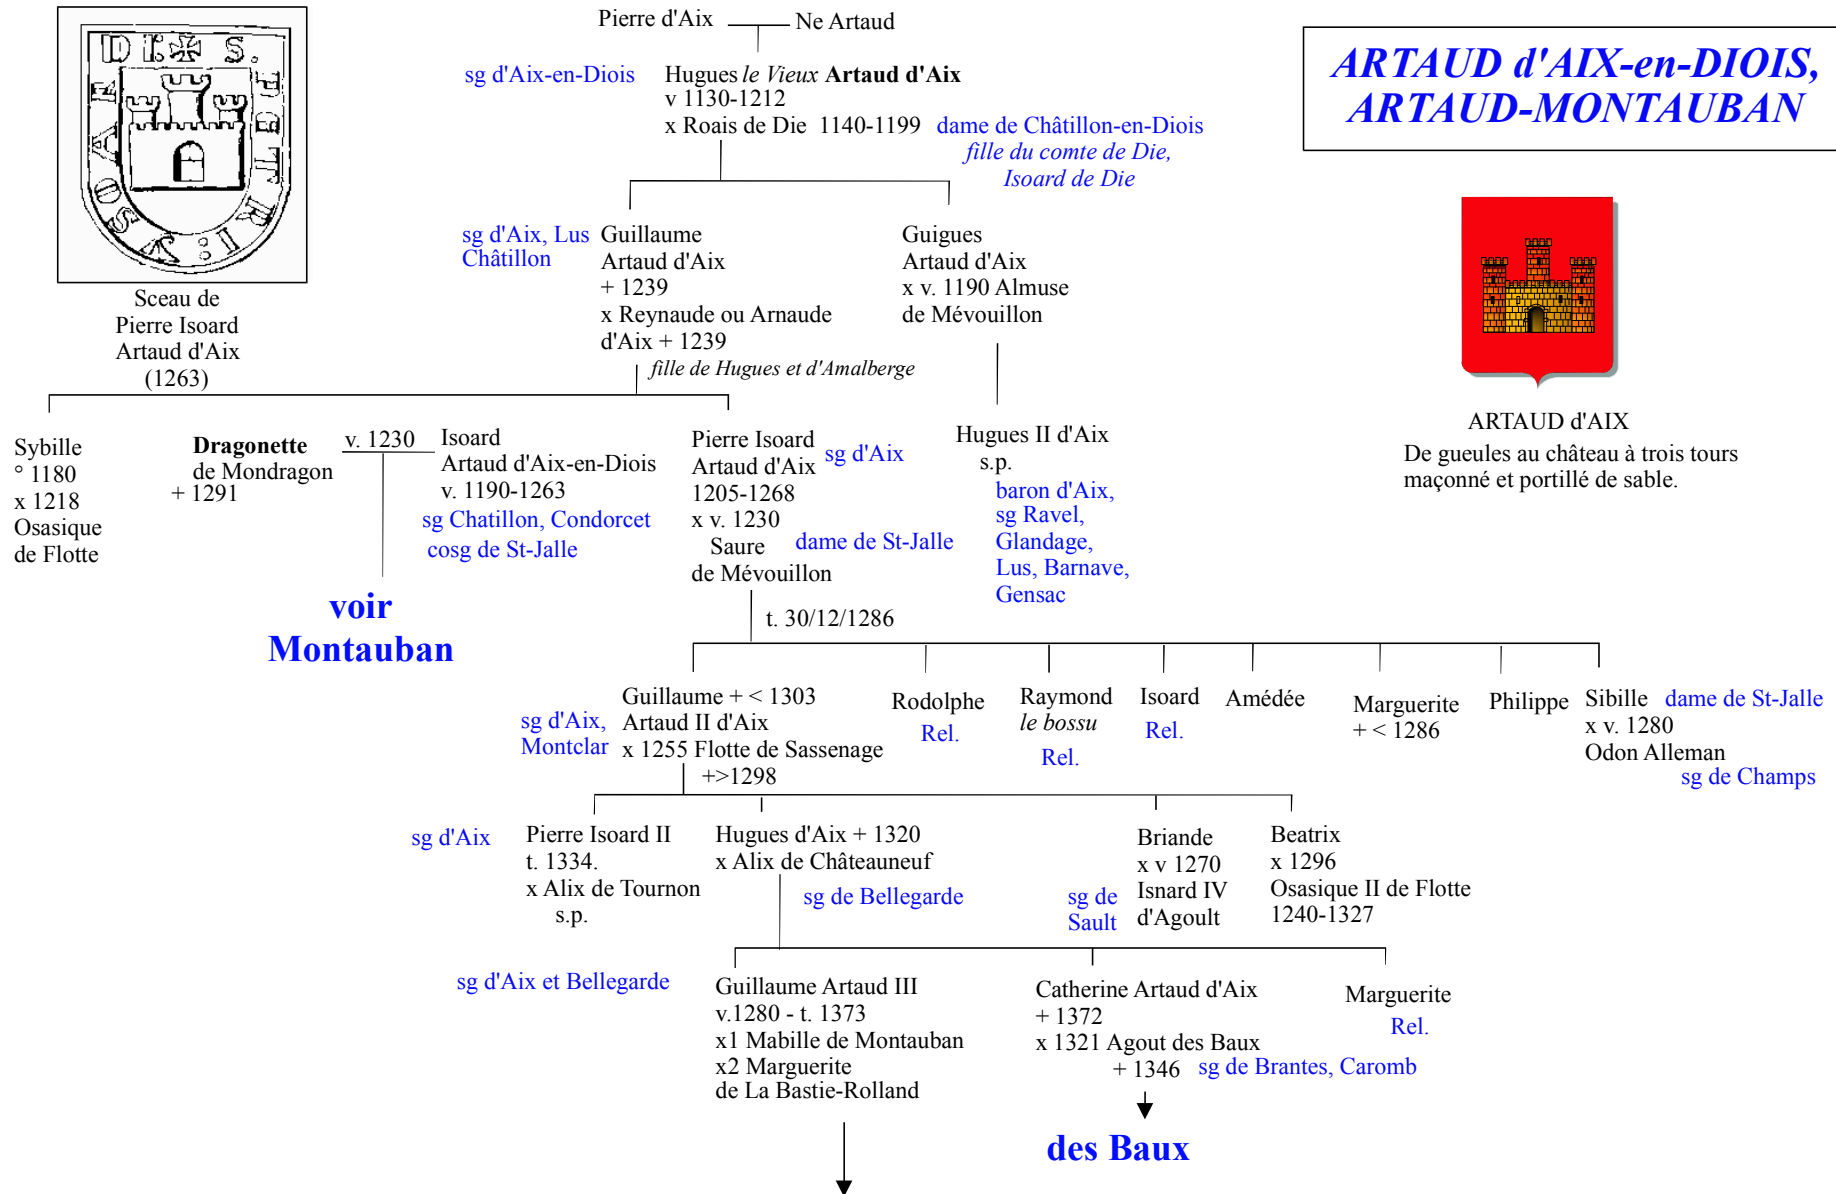 Pierre d'Aix
Ne Artaud
ARTAUD d'AIX-en-DIOIS,
ARTAUD-MONTAUBAN
sg d'Aix-en-Diois
Hugues le Vieux Artaud d'Aix
v 1130-1212
x Roais de Die 1140-1199
dame de Châtillon-en-Diois
fille du comte de Die,
Isoard de Die
Sceau de
Pierre Isoard
Artaud d'Aix
(1263)
sg d'Aix, Lus
Châtillon
Guillaume
Artaud d'Aix
+ 1239
x Reynaude ou Arnaude
d'Aix + 1239
fille de Hugues et d'Amalberge
Guigues
Artaud d'Aix
x v. 1190 Almuse
de Mévouillon
ARTAUD d'AIX
De gueules au château à trois tours
maçonné et portillé de sable.
Sybille
° 1180
x 1218
Osasique
de Flotte
Dragonette
de Mondragon
+ 1291
v. 1230
Isoard
Artaud d'Aix-en-Diois
v. 1190-1263
sg Chatillon, Condorcet
cosg de St-Jalle
voir
Montauban
Pierre Isoard
Artaud d'Aix
1205-1268
x v. 1230
Saure
de Mévouillon
sg d'Aix
dame de St-Jalle
t. 30/12/1286
Hugues II d'Aix
s.p.
baron d'Aix,
sg Ravel,
Glandage,
Lus, Barnave,
Gensac
sg d'Aix,
Montclar
Guillaume + < 1303
Artaud II d'Aix
x 1255 Flotte de Sassenage
+>1298
Rodolphe
Rel.
Raymond
le bossu
Rel.
Isoard
Rel.
Amédée
Marguerite
+ < 1286
Philippe
Sibille
dame de St-Jalle
x v. 1280
Odon Alleman
sg de Champs
sg d'Aix
Pierre Isoard II
t. 1334.
x Alix de Tournon
s.p.
Hugues d'Aix + 1320
x Alix de Châteauneuf
sg de Bellegarde
sg de
Sault
Briande
x v 1270
Isnard IV
d'Agoult
Beatrix
x 1296
Osasique II de Flotte
1240-1327
sg d'Aix et Bellegarde
Guillaume Artaud III
v.1280 - t. 1373
x1 Mabille de Montauban
x2 Marguerite
de La Bastie-Rolland
Catherine Artaud d'Aix
+ 1372
x 1321 Agout des Baux
+ 1346
sg de Brantes, Caromb
Marguerite
Rel.
des Baux